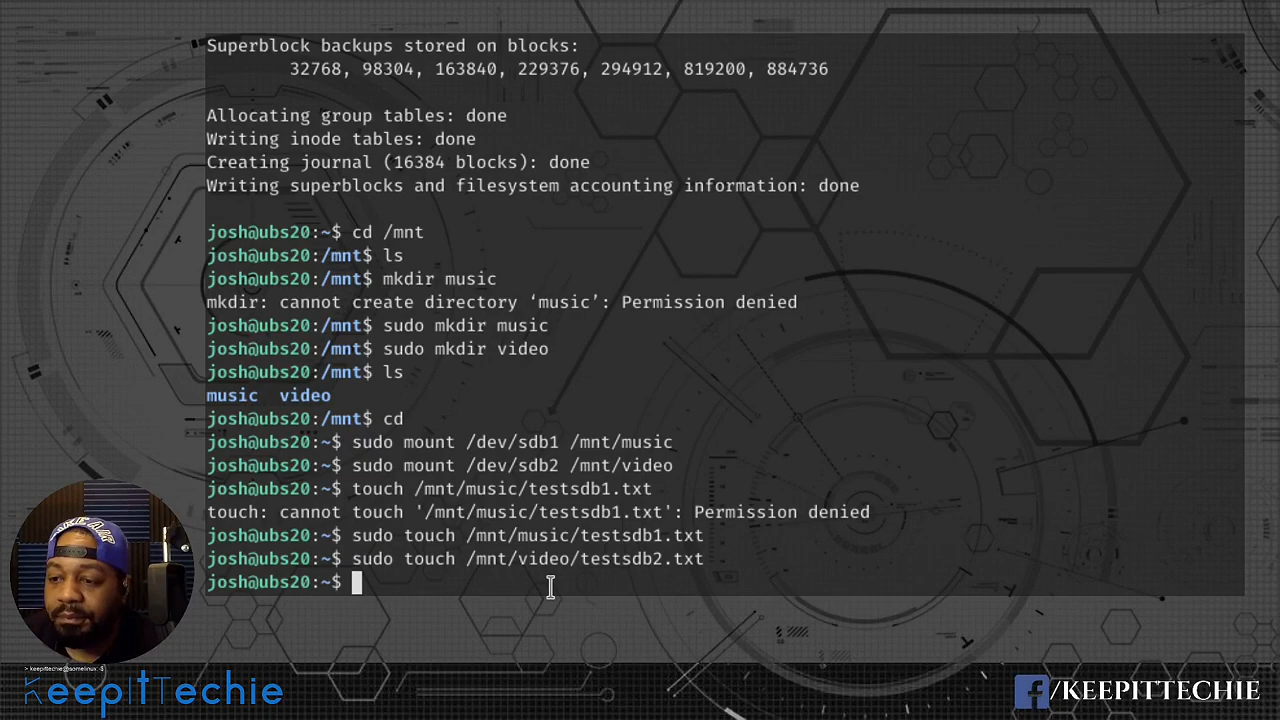 Superblock backups stored on blocks:
32768, 98304, 163840, 229376, 294912, 819200, 884736
Allocating group tables: done
Writing inode tables: done
Creating journal (16384 blocks): done
Writing superblocks and filesystem accounting information: done
josh@ubs20:~$ cd /mnt
josh@ubs20:/mnt$ ls
josh@ubs20:/mnt$ mkdir music
mkdir: cannot create directory ‘music’: Permission denied
josh@ubs20:/mnt$ sudo mkdir music
josh@ubs20:/mnt$ sudo mkdir video
josh@ubs20:/mnt$ ls
music  video
josh@ubs20:/mnt$ cd
josh@ubs20:~$ sudo mount /dev/sdb1 /mnt/music
josh@ubs20:~$ sudo mount /dev/sdb2 /mnt/video
josh@ubs20:~$ touch /mnt/music/testsdb1.txt
touch: cannot touch '/mnt/music/testsdb1.txt': Permission denied
josh@ubs20:~$ sudo touch /mnt/music/testsdb1.txt
josh@ubs20:~$ sudo touch /mnt/video/testsdb2.txt
josh@ubs20:~$
> keepittechie@somelinux:~$
KeepItTechie
/KEEPITTECHIE